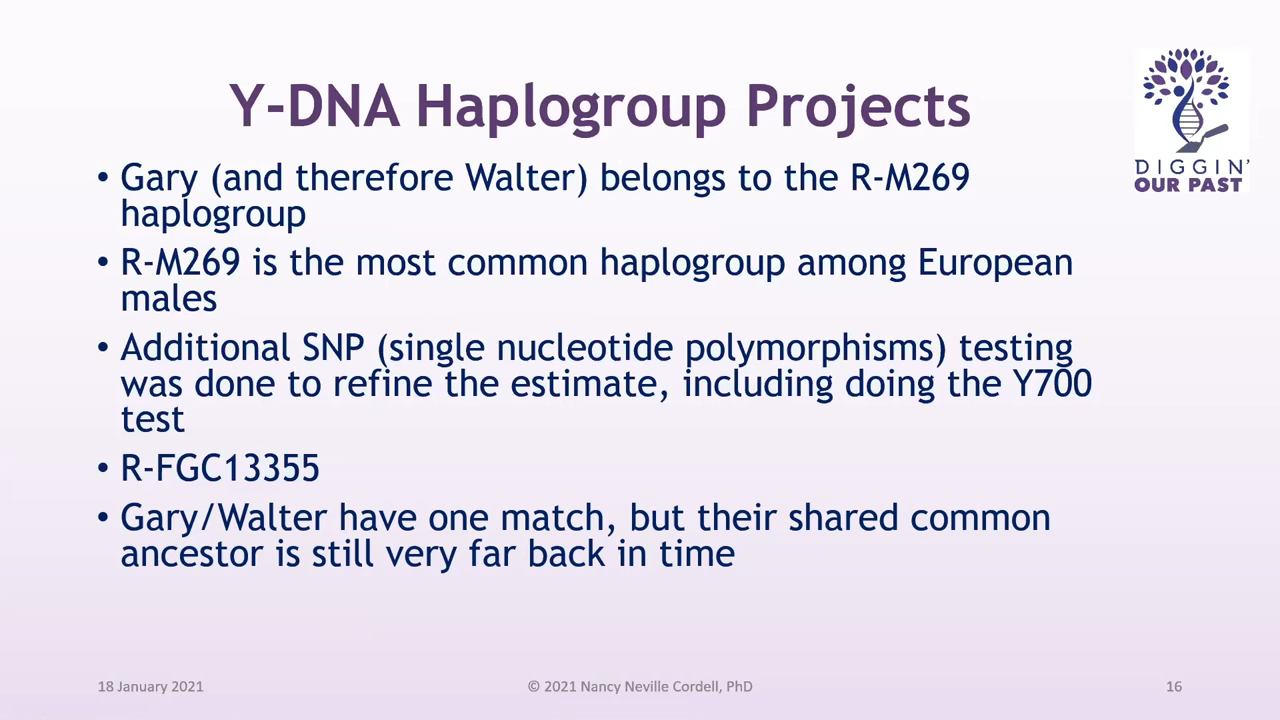 Y-DNA Haplogroup Projects
DIGGIN'
OUR PAST
• Gary (and therefore Walter) belongs to the R-M269
haplogroup
• R-M269 is the most common haplogroup among European
males
• Additional SNP (single nucleotide polymorphisms) testing
was done to refine the estimate, including doing the Y700
test
• R-FGC13355
• Gary/Walter have one match, but their shared common
ancestor is still very far back in time
18 January 2021
© 2021 Nancy Neville Cordell, PhD
16